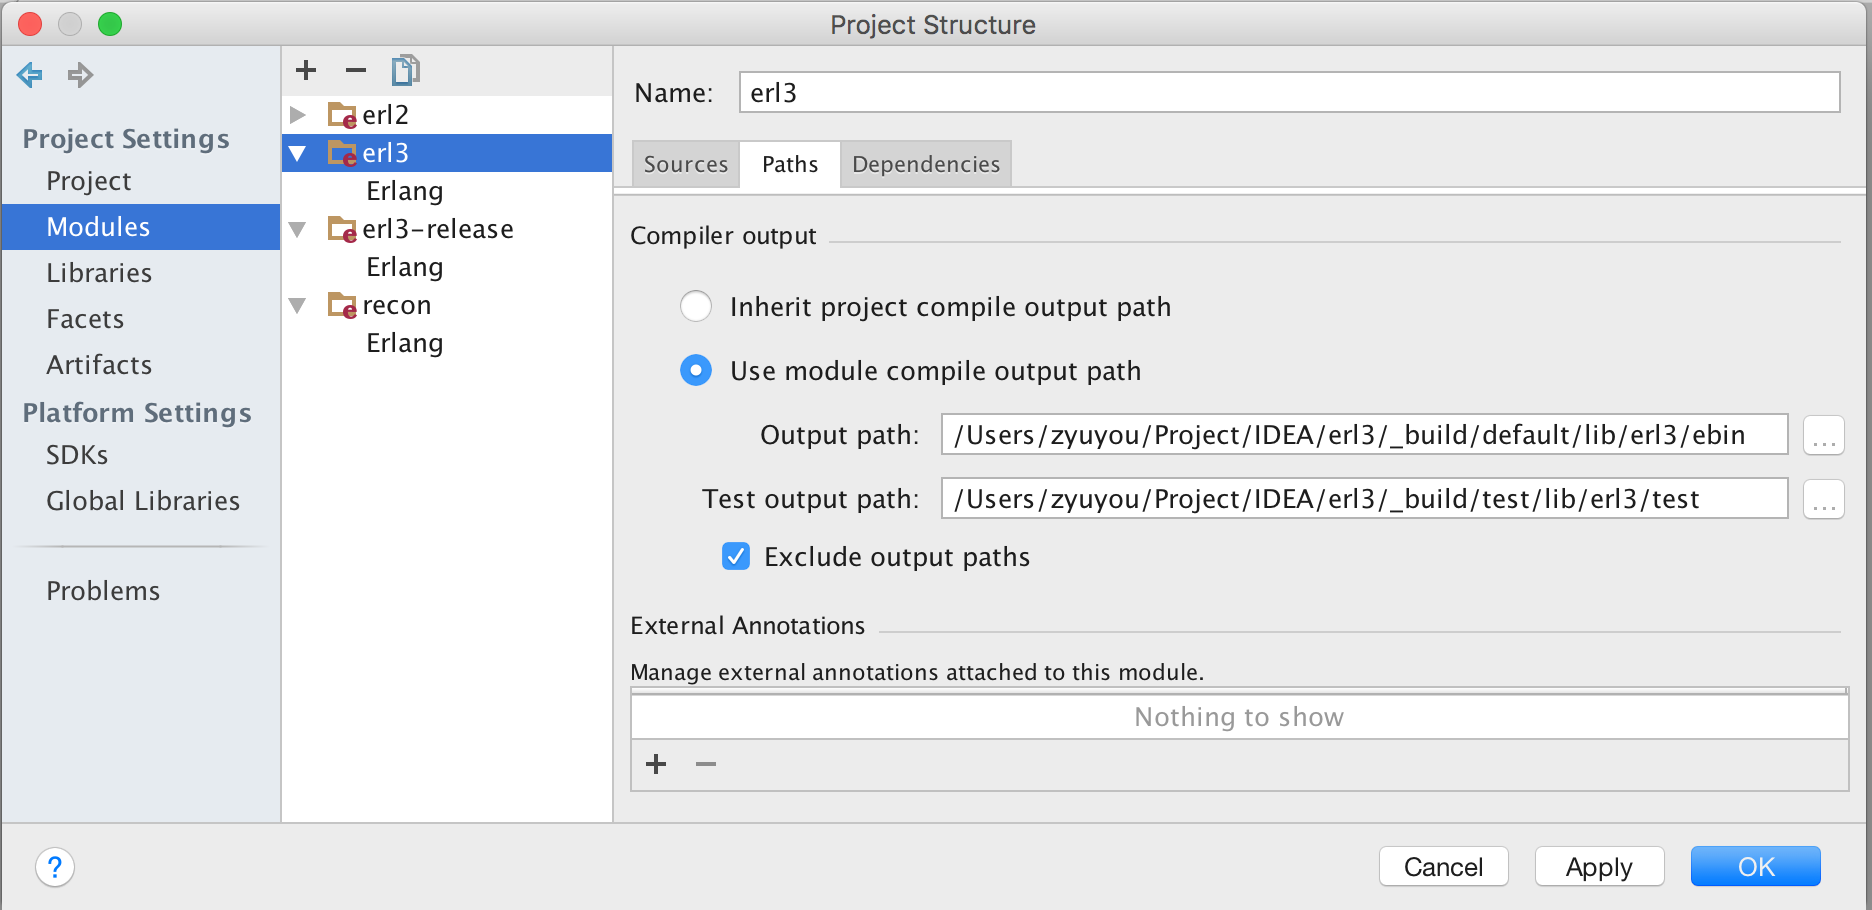 Project Structure
Project Settings
Project
Modules
Libraries
Facets
Artifacts
Platform Settings
SDKs
Global Libraries
Problems
erl2
erl3
Erlang
erl3-release
Erlang
recon
Erlang
Name: erl3
Sources Paths Dependencies
Compiler output
Inherit project compile output path
Use module compile output path
Output path: /Users/zyuyou/Project/IDEA/erl3/_build/default/lib/erl3/ebin ...
Test output path: /Users/zyuyou/Project/IDEA/erl3/_build/test/lib/erl3/test ...
Exclude output paths
External Annotations
Manage external annotations attached to this module.
Nothing to show
? Cancel Apply OK